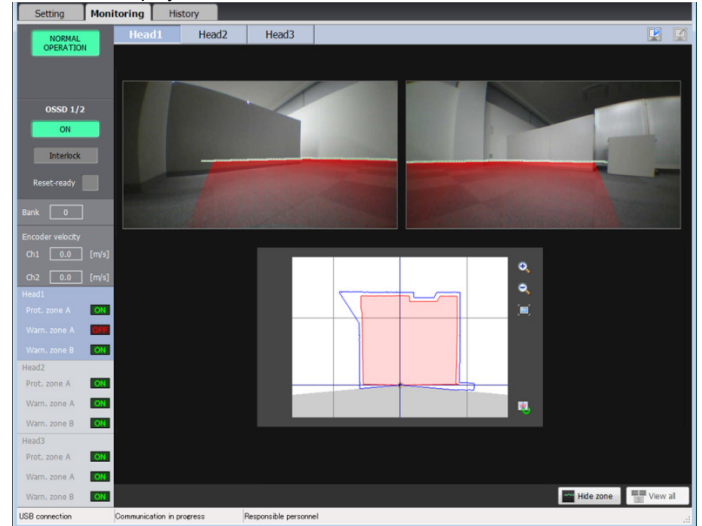 Setting Monitoring History
NORMAL
OPERATION
Head1 Head2 Head3
OSSD 1/2
ON
Interlock
Reset-ready
Bank 0
Encoder velocity
Ch1 0.0 [m/s]
Ch2 0.0 [m/s]
Head1
Prot. zone A ON
Warn. zone A OFF
Warn. zone B ON
Head2
Prot. zone A ON
Warn. zone A ON
Warn. zone B ON
Head3
Prot. zone A ON
Warn. zone A ON
Warn. zone B ON
Hide zone View all
USB connection Communication in progress Responsible personnel